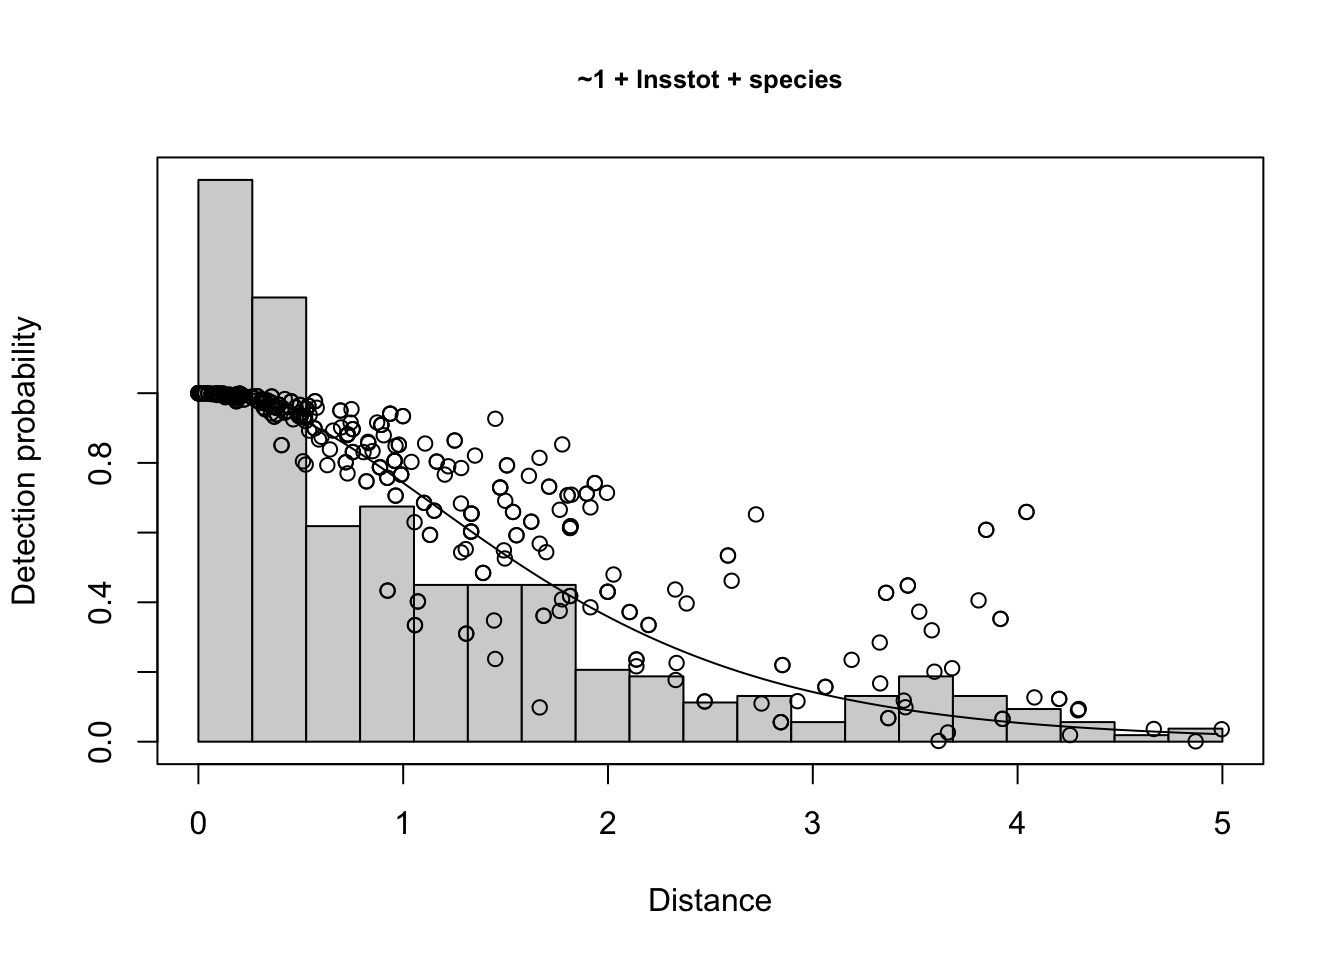 ~1 + lnsstot + species
Detection probability
0.8
0.4
0.0
0 1 2 3 4 5
Distance